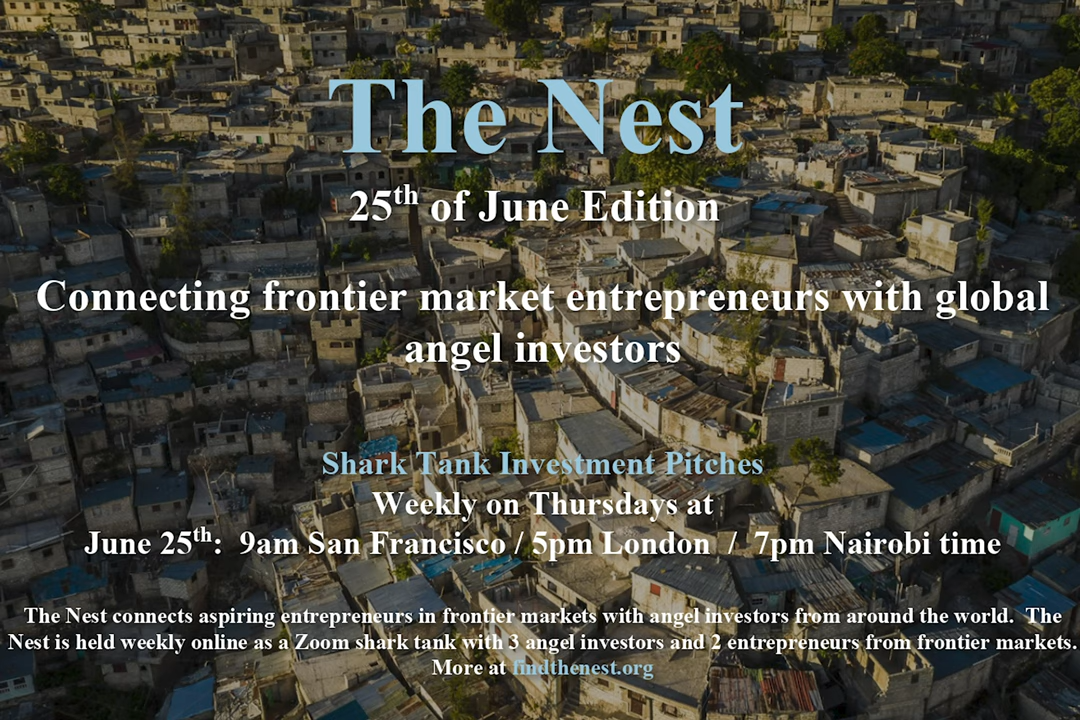 The Nest
25th of June Edition
Connecting frontier market entrepreneurs with global
angel investors
Shark Tank Investment Pitches
Weekly on Thursdays at
June 25th:  9am San Francisco / 5pm London  /  7pm Nairobi time
The Nest connects aspiring entrepreneurs in frontier markets with angel investors from around the world.  The
Nest is held weekly online as a Zoom shark tank with 3 angel investors and 2 entrepreneurs from frontier markets.
More at findthenest.org